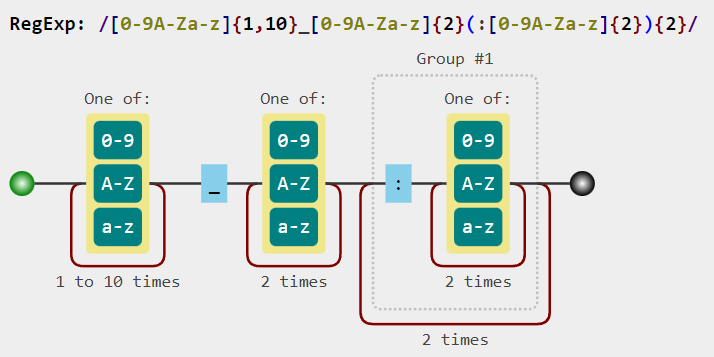 RegExp: /[0-9A-Za-z]{1,10}_[0-9A-Za-z]{2}(:[0-9A-Za-z]{2}){2}/
Group #1
One of: One of: One of:
0-9 0-9 0-9
A-Z _ A-Z : A-Z
a-z a-z a-z
1 to 10 times 2 times 2 times
2 times